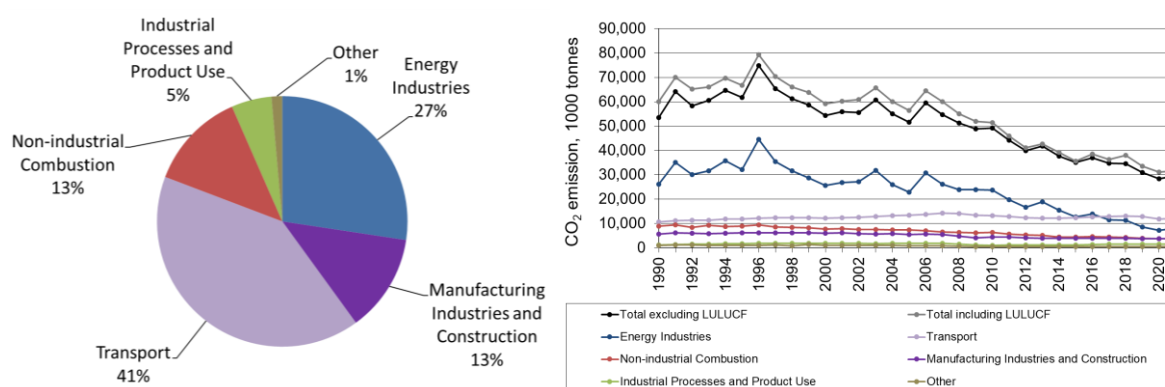 Industrial
Processes and
Product Use
5%
Other
1%
Energy
Industries
27%
Non-industrial
Combustion
13%
Manufacturing
Industries and
Construction
13%
Transport
41%
CO₂ emission, 1000 tonnes
90,000
80,000
70,000
60,000
50,000
40,000
30,000
20,000
10,000
0
1990
1992
1994
1996
1998
2000
2002
2004
2006
2008
2010
2012
2014
2016
2018
2020
Total excluding LULUCF
Total including LULUCF
Energy Industries
Transport
Non-industrial Combustion
Manufacturing Industries and Construction
Industrial Processes and Product Use
Other